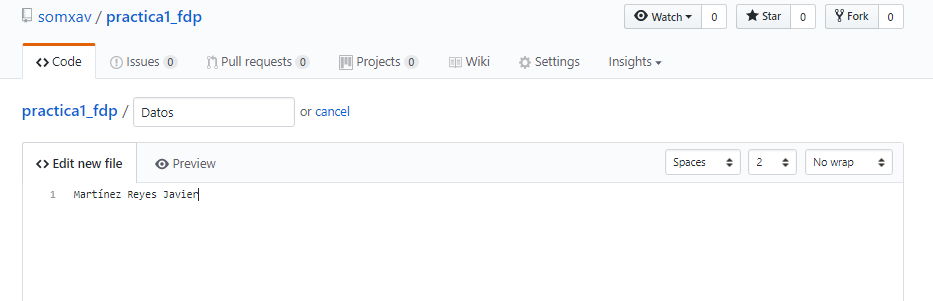 somxav / practica1_fdp
Watch 0 Star 0 Fork 0
Code Issues 0 Pull requests 0 Projects 0 Wiki Settings Insights
practica1_fdp / Datos or cancel
Edit new file Preview Spaces 2 No wrap
1 Martínez Reyes Javier